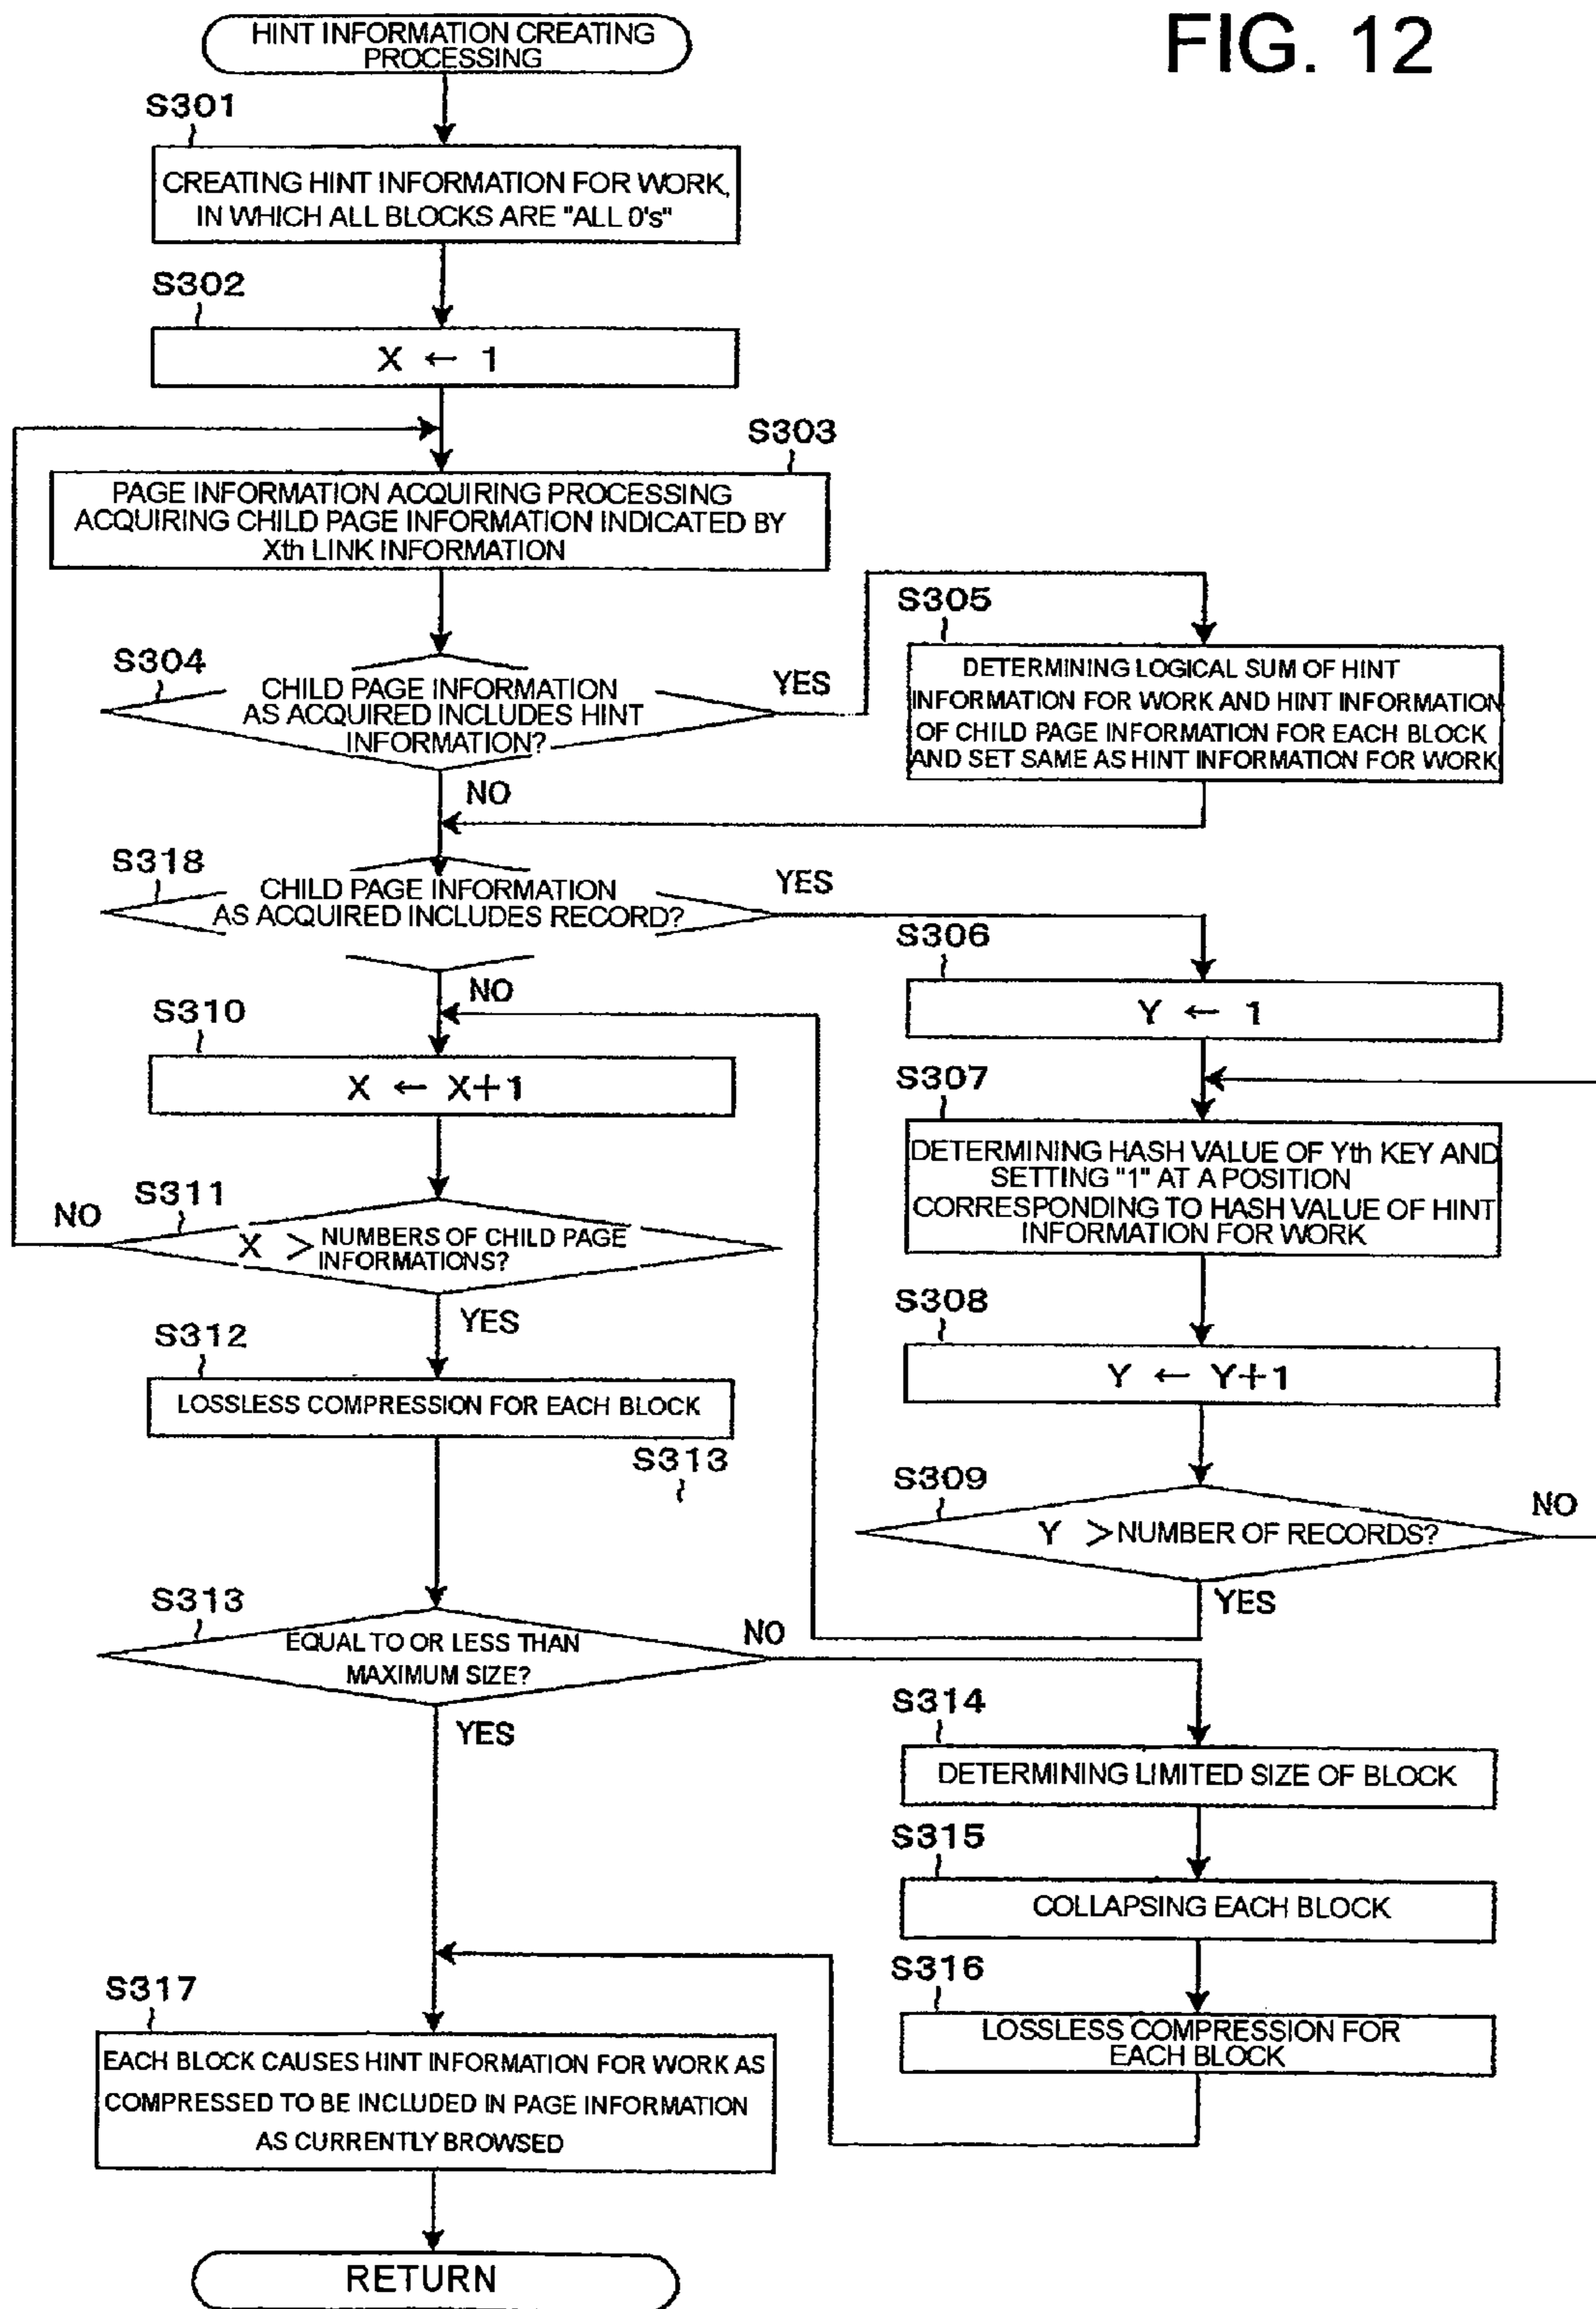 FIG. 12
HINT INFORMATION CREATING
PROCESSING
S301
CREATING HINT INFORMATION FOR WORK,
IN WHICH ALL BLOCKS ARE "ALL 0's"
S302
X ← 1
S303
PAGE INFORMATION ACQUIRING PROCESSING
ACQUIRING CHILD PAGE INFORMATION INDICATED BY
Xth LINK INFORMATION
S304
CHILD PAGE INFORMATION
AS ACQUIRED INCLUDES HINT
INFORMATION?
YES
NO
S305
DETERMINING LOGICAL SUM OF HINT
INFORMATION FOR WORK AND HINT INFORMATION
OF CHILD PAGE INFORMATION FOR EACH BLOCK
AND SET SAME AS HINT INFORMATION FOR WORK
S318
CHILD PAGE INFORMATION
AS ACQUIRED INCLUDES RECORD?
YES
NO
S306
Y ← 1
S310
X ← X+1
S307
DETERMINING HASH VALUE OF Yth KEY AND
SETTING "1" AT A POSITION
CORRESPONDING TO HASH VALUE OF HINT
INFORMATION FOR WORK
S311
NO
X > NUMBERS OF CHILD PAGE
INFORMATIONS?
YES
S308
Y ← Y+1
S312
LOSSLESS COMPRESSION FOR EACH BLOCK
S313
S309
Y > NUMBER OF RECORDS?
NO
YES
S313
EQUAL TO OR LESS THAN
MAXIMUM SIZE?
NO
YES
S314
DETERMINING LIMITED SIZE OF BLOCK
S315
COLLAPSING EACH BLOCK
S316
LOSSLESS COMPRESSION FOR
EACH BLOCK
S317
EACH BLOCK CAUSES HINT INFORMATION FOR WORK AS
COMPRESSED TO BE INCLUDED IN PAGE INFORMATION
AS CURRENTLY BROWSED
RETURN